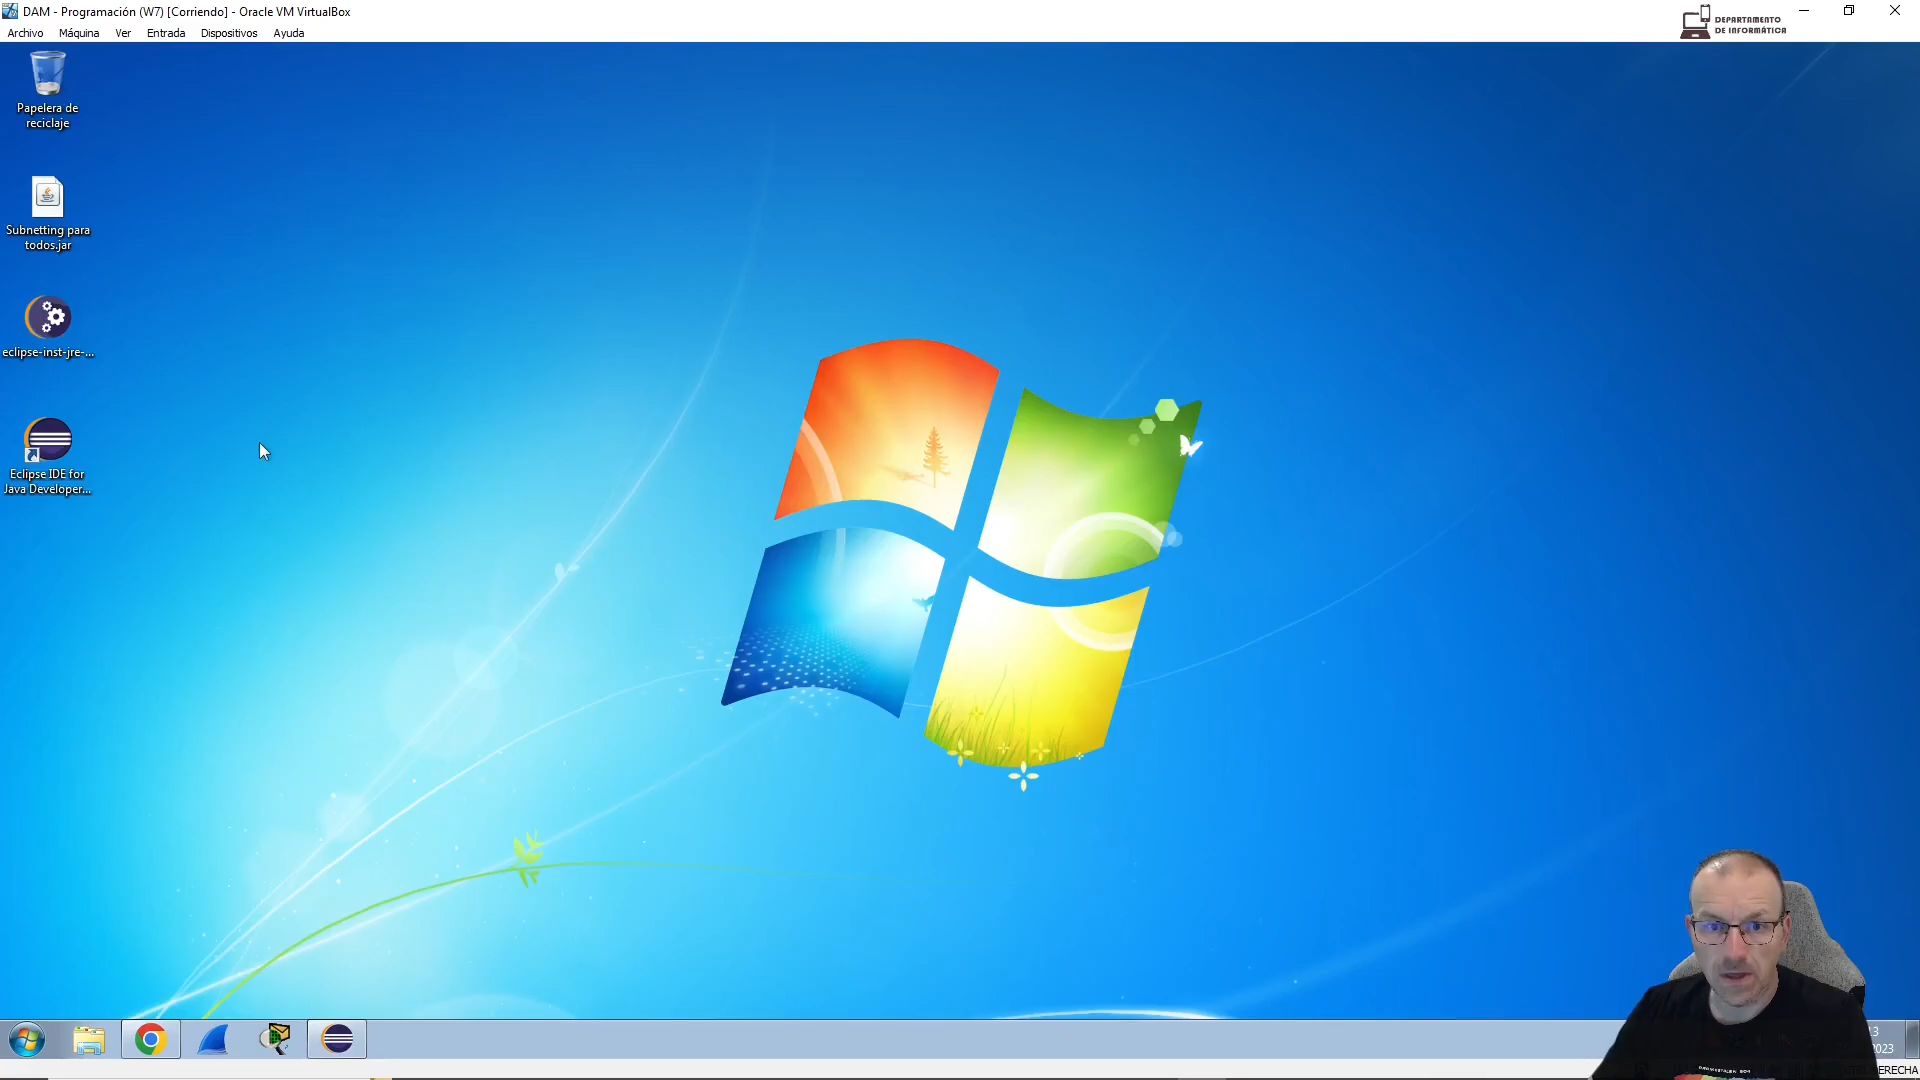 DAM - Programación (W7) [Corriendo] - Oracle VM VirtualBox
Archivo Máquina Ver Entrada Dispositivos Ayuda
DEPARTAMENTO
DE INFORMÁTICA
Papelera de
reciclaje
Subnetting para
todos.jar
eclipse-inst-jre-...
Eclipse IDE for
Java Developer...